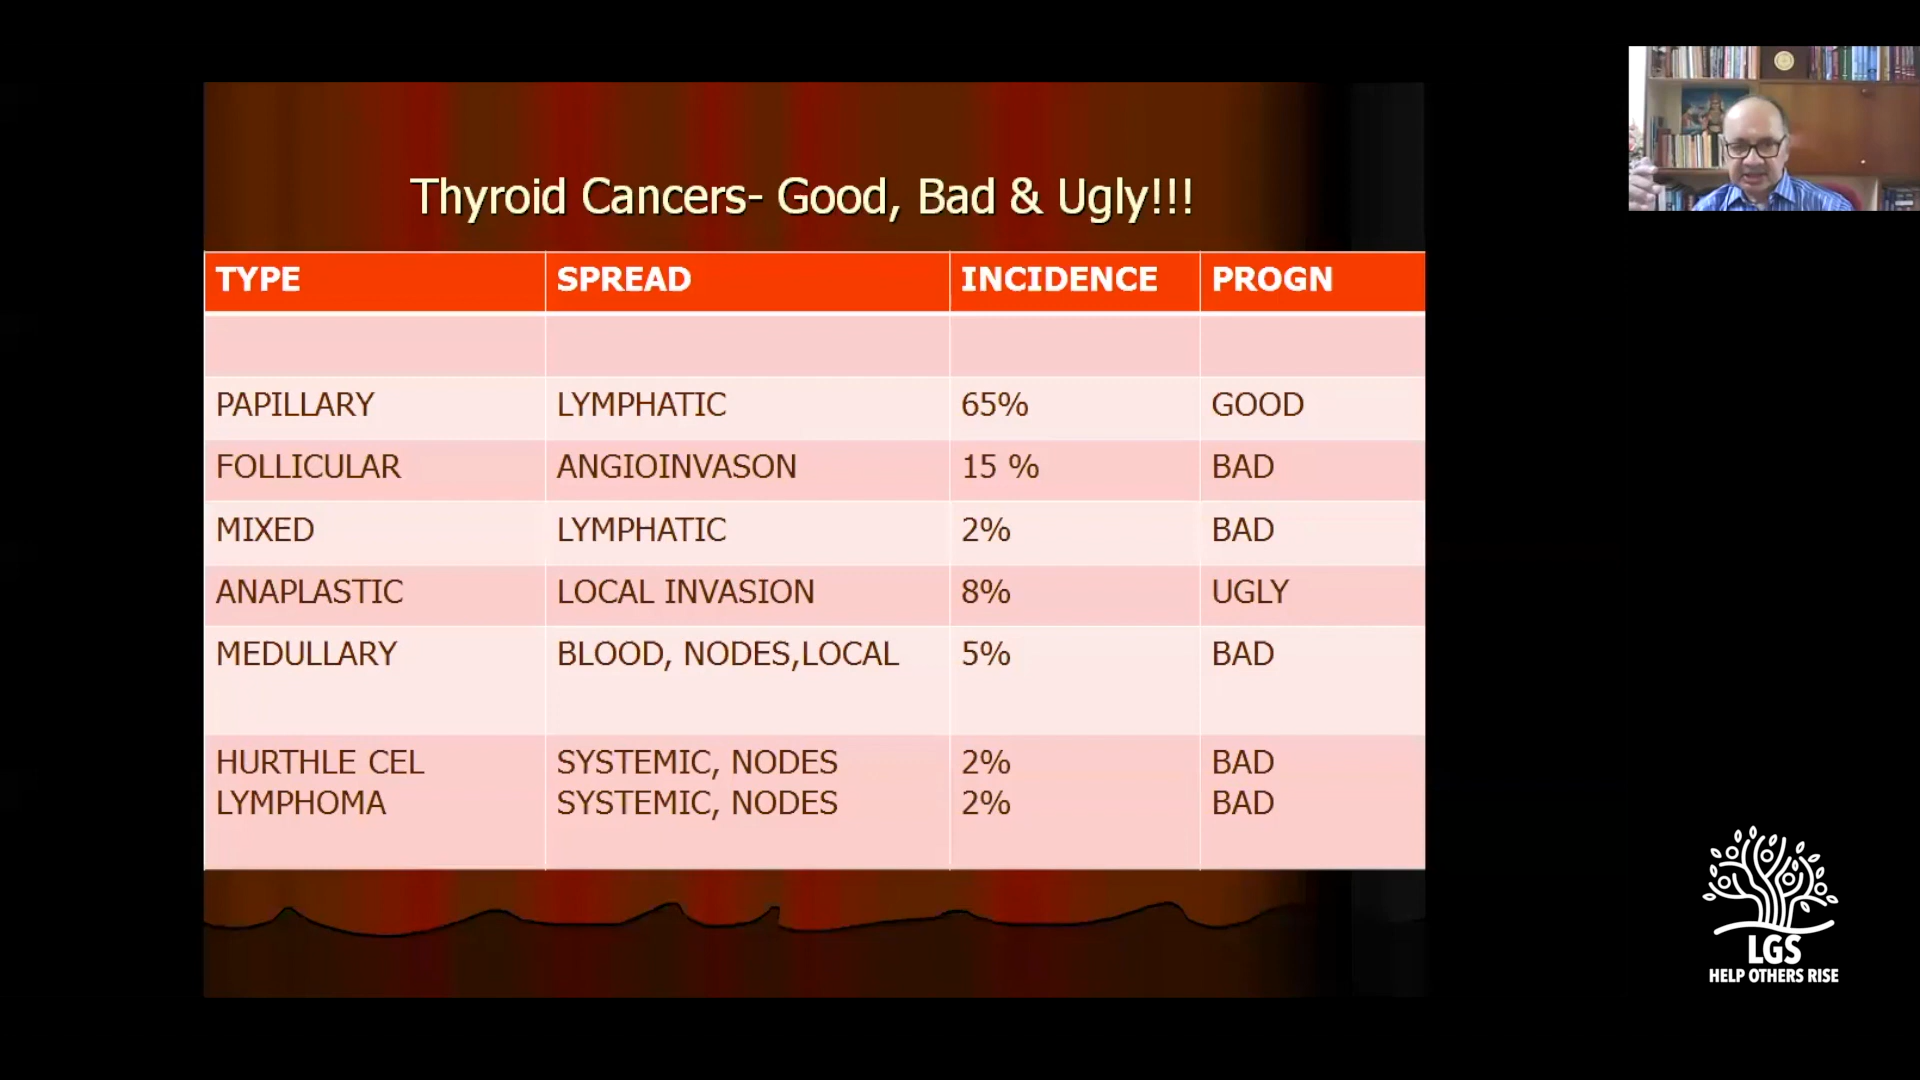 Thyroid Cancers- Good, Bad & Ugly!!!
TYPE SPREAD INCIDENCE PROGN
PAPILLARY LYMPHATIC 65% GOOD
FOLLICULAR ANGIOINVASON 15 % BAD
MIXED LYMPHATIC 2% BAD
ANAPLASTIC LOCAL INVASION 8% UGLY
MEDULLARY BLOOD, NODES,LOCAL 5% BAD
HURTHLE CEL SYSTEMIC, NODES 2% BAD
LYMPHOMA SYSTEMIC, NODES 2% BAD
LGS
HELP OTHERS RISE